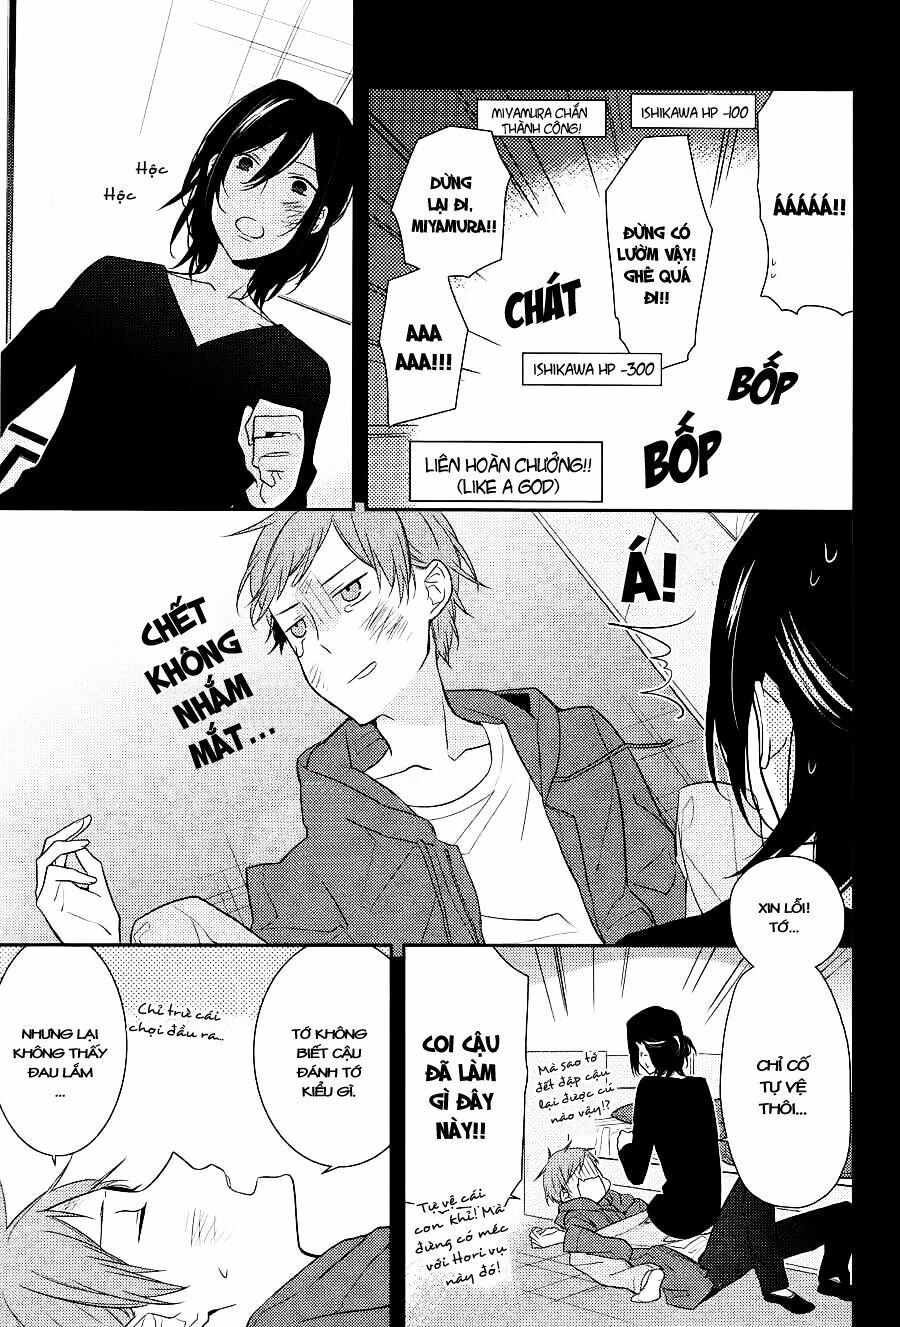 ÁÁÁÁÁ!!
ISHIKAWA HP -100
MIYAMURA CHẮN
THÀNH CÔNG!
ĐỪNG CÓ
LƯỜM VẬY!
GHÊ QUÁ
ĐI!!
DỪNG
LẠI ĐI,
MIYAMURA!!
CHÁT
AAA
AAA!!!
ISHIKAWA HP -300
BỐP
BỐP
LIÊN HOÀN CHƯỞNG!!
(LIKE A GOD)
Hộc
Hộc
Á!
CHẾT
KHÔNG
NHẮM
MẮT...
XIN LỖI!
TỚ...
CHỈ CỐ
TỰ VỆ
THÔI...
Mà sao tớ
đết đập cậu
lại được cú
nào vậy!?
COI CẬU
ĐÃ LÀM
GÌ ĐÂY
NÀY!!
Tự vệ cái
con khỉ! Mà
đừng có méc
với Hori vụ
này đó!
TỚ KHÔNG
BIẾT CẬU
ĐÁNH TỚ
KIỂU GÌ.
Chỉ trừ cái
chọi đầu ra...
NHƯNG LẠI
KHÔNG THẤY
ĐAU LẮM
...